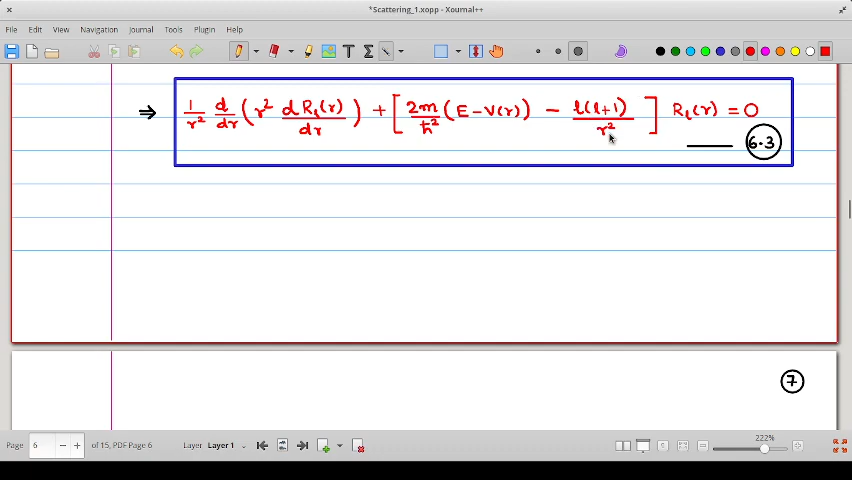 *Scattering_1.xopp - Xournal++
File Edit View Navigation Journal Tools Plugin Help
⇒ 1/r² d/dr (r² dR_l(r)/dr) + [2m/ħ² (E - V(r)) - l(l+1)/r²] R_l(r) = 0
6.3
7
Page 6 of 15, PDF Page 6 Layer Layer 1 222%